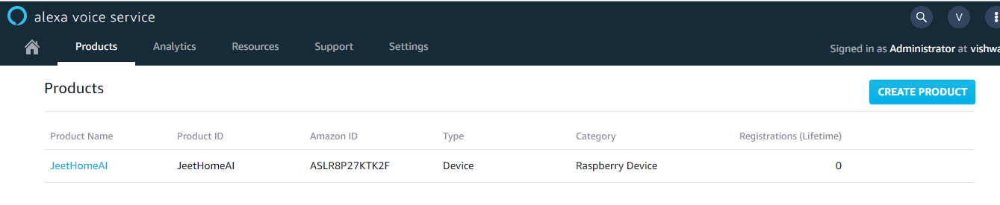 alexa voice service
V
Products Analytics Resources Support Settings
Signed in as Administrator at
Products
CREATE PRODUCT
Product Name Product ID Amazon ID Type Category Registrations (Lifetime)
JeetHomeAI JeetHomeAI ASLR8P27KTK2F Device Raspberry Device 0